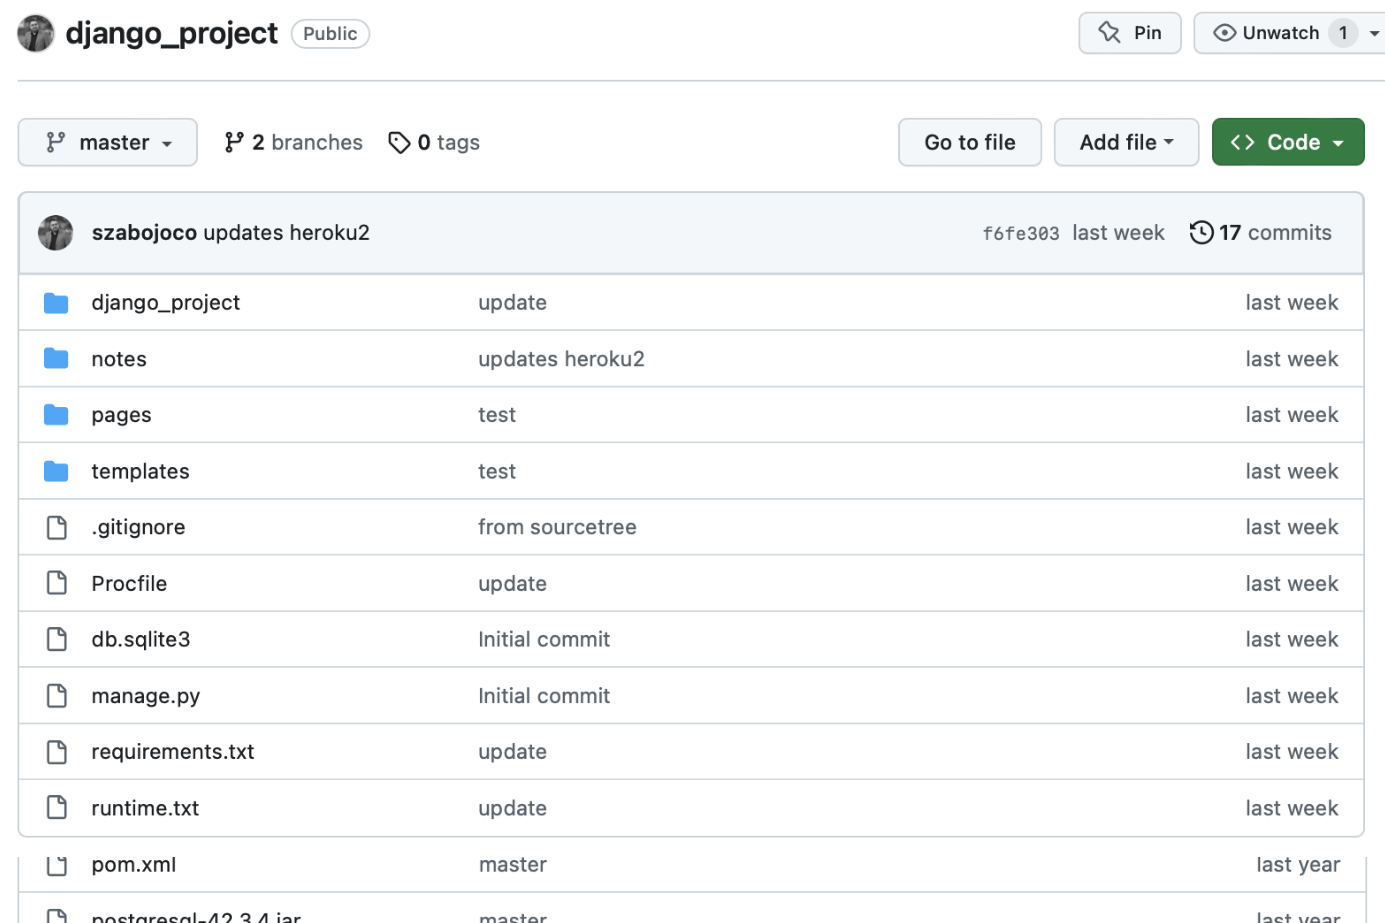 django_project Public Pin Unwatch 1
master 2 branches 0 tags Go to file Add file Code
szabojoco updates heroku2 f6fe303 last week 17 commits
django_project update last week
notes updates heroku2 last week
pages test last week
templates test last week
.gitignore from sourcetree last week
Procfile update last week
db.sqlite3 Initial commit last week
manage.py Initial commit last week
requirements.txt update last week
runtime.txt update last week
pom.xml master last year
postgresql-42.3.4.jar master last year